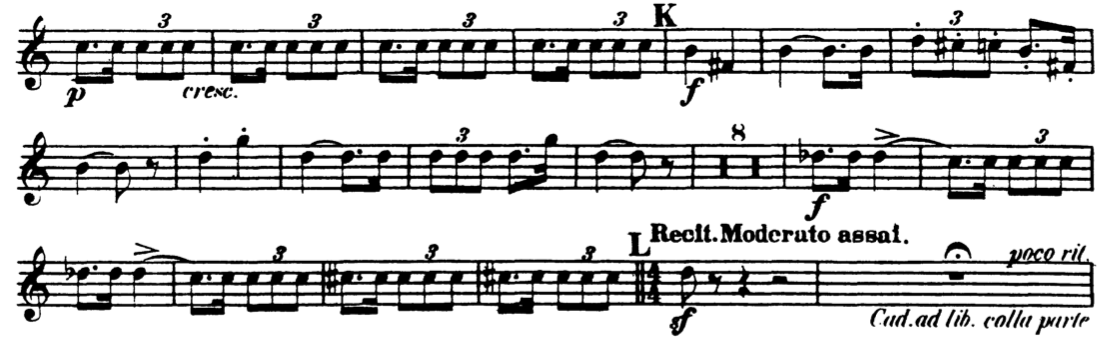 3 3 3 3 K
p cresc. f
3
3 8 3
f
3 3 3 L Recit. Moderato assai.
4 4 poco rit.
sf Cad. ad lib. colla parte